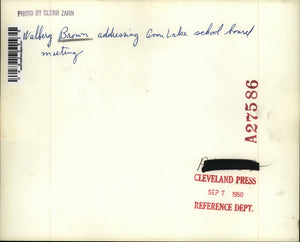 PHOTO BY GLENN ZAHN
Walberg Brown addressing Avon Lake school board
meeting
A27586
CLEVELAND PRESS
SEP 7 1950
REFERENCE DEPT.